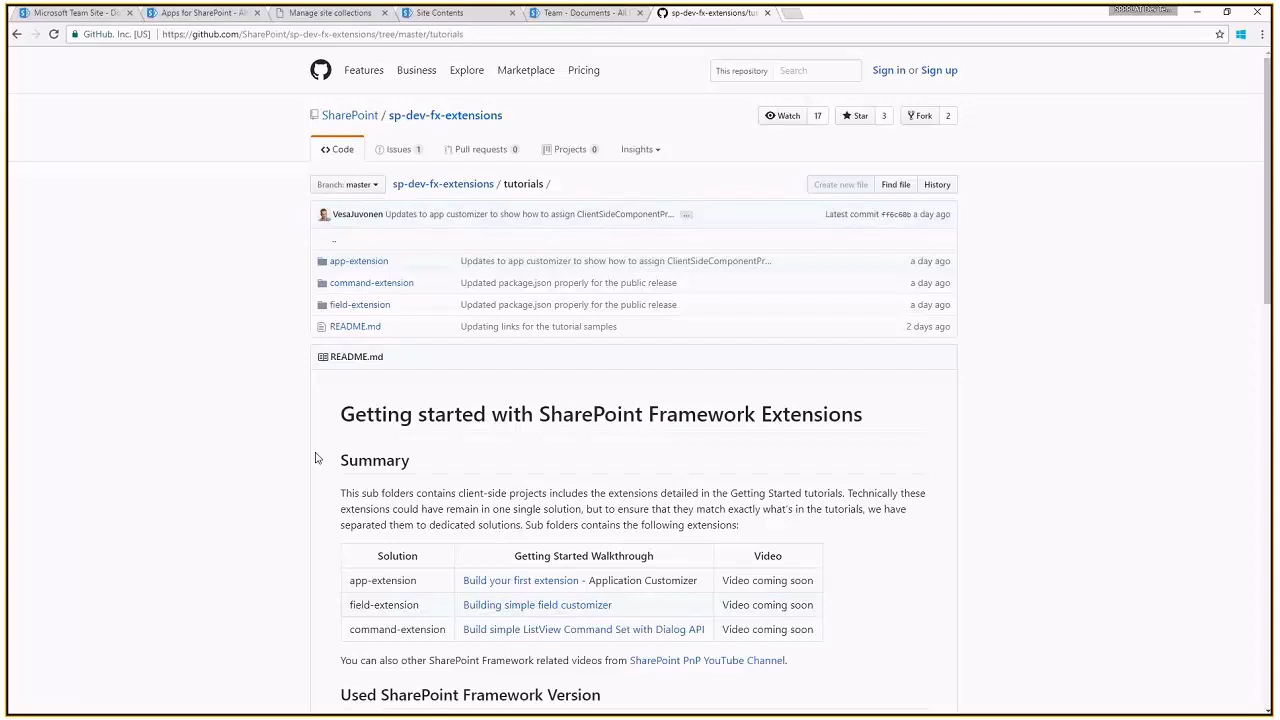 Microsoft Team Site - Do
Apps for SharePoint - Al
Manage site collections
Site Contents
Team - Documents - All
sp-dev-fx-extensions/tut
GitHub, Inc. [US]
https://github.com/SharePoint/sp-dev-fx-extensions/tree/master/tutorials
Features Business Explore Marketplace Pricing
This repository Search
Sign in or Sign up
SharePoint / sp-dev-fx-extensions
Watch 17 Star 3 Fork 2
Code Issues 1 Pull requests 0 Projects 0 Insights
Branch: master
sp-dev-fx-extensions / tutorials /
Create new file Find file History
VesaJuvonen Updates to app customizer to show how to assign ClientSideComponentPr... ...
Latest commit ff6c60b a day ago
..
app-extension Updates to app customizer to show how to assign ClientSideComponentPr... a day ago
command-extension Updated package.json properly for the public release a day ago
field-extension Updated package.json properly for the public release a day ago
README.md Updating links for the tutorial samples 2 days ago
README.md
Getting started with SharePoint Framework Extensions
Summary
This sub folders contains client-side projects includes the extensions detailed in the Getting Started tutorials. Technically these
extensions could have remain in one single solution, but to ensure that they match exactly what's in the tutorials, we have
separated them to dedicated solutions. Sub folders contains the following extensions:
Solution Getting Started Walkthrough Video
app-extension Build your first extension - Application Customizer Video coming soon
field-extension Building simple field customizer Video coming soon
command-extension Build simple ListView Command Set with Dialog API Video coming soon
You can also other SharePoint Framework related videos from SharePoint PnP YouTube Channel.
Used SharePoint Framework Version